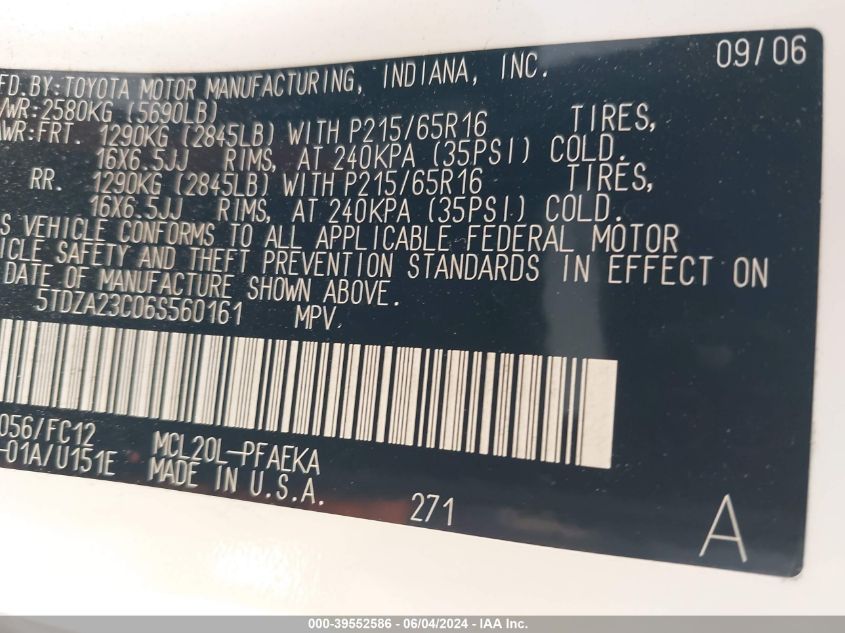 MFD.BY:TOYOTA MOTOR MANUFACTURING, INDIANA, INC. 09/06
/WR:2580KG (5690LB)
AWR:FRT. 1290KG (2845LB) WITH P215/65R16 TIRES,
16X6.5JJ RIMS, AT 240KPA (35PSI) COLD.
RR. 1290KG (2845LB) WITH P215/65R16 TIRES,
16X6.5JJ RIMS, AT 240KPA (35PSI) COLD.
S VEHICLE CONFORMS TO ALL APPLICABLE FEDERAL MOTOR
ICLE SAFETY AND THEFT PREVENTION STANDARDS IN EFFECT ON
DATE OF MANUFACTURE SHOWN ABOVE.
5TDZA23C06S560161 MPV.
056/FC12 MCL20L-PFAEKA
-01A/U151E MADE IN U.S.A.
271
A
000-39552586 - 06/04/2024 - IAA Inc.